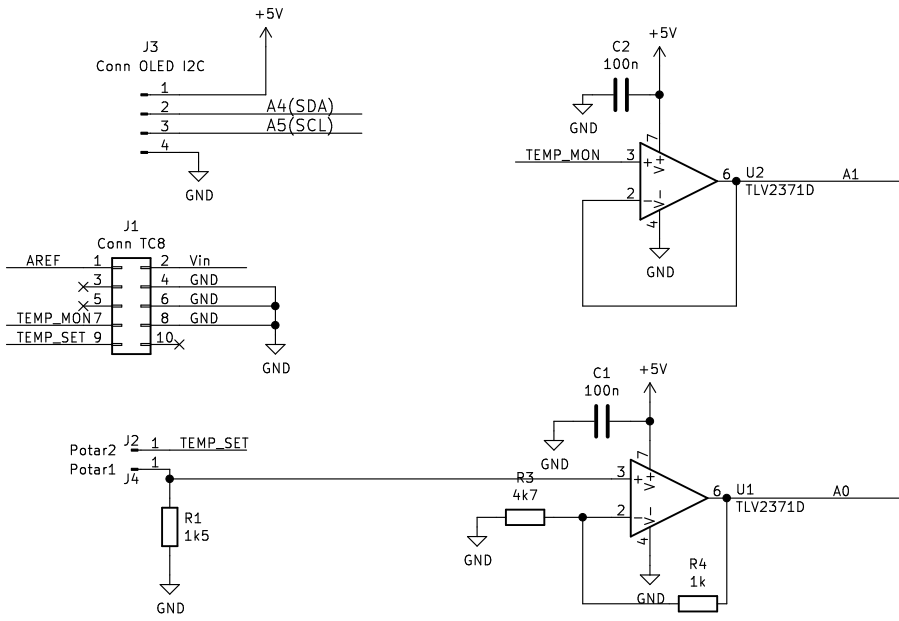 +5V
J3
Conn OLED I2C
1
2 A4(SDA)
3 A5(SCL)
4
GND
+5V
C2
100n
GND
7
TEMP_MON 3 + V+ 6 U2 A1
TLV2371D
2 - V-
4
GND
J1
Conn TC8
AREF 1 2 Vin
3 4 GND
5 6 GND
TEMP_MON 7 8 GND
TEMP_SET 9 10
GND
C1
100n
+5V
GND
7
Potar2 J2 1 TEMP_SET
Potar1 J4 1
R1
1k5
GND
R3
4k7
GND
3 + V+ 6 U1 A0
TLV2371D
2 - V-
4
GND
R4
1k